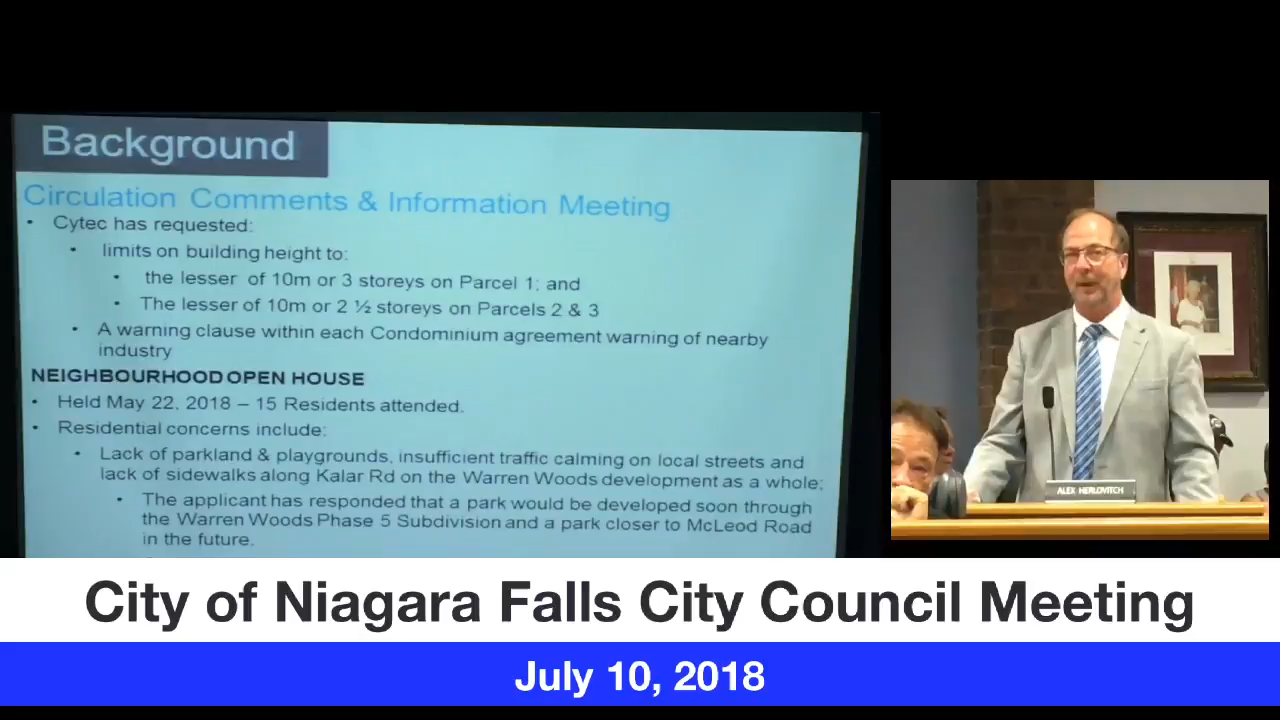 Background
Circulation Comments & Information Meeting
• Cytec has requested:
• limits on building height to:
• the lesser of 10m or 3 storeys on Parcel 1; and
• The lesser of 10m or 2 ½ storeys on Parcels 2 & 3
• A warning clause within each Condominium agreement warning of nearby
industry
NEIGHBOURHOOD OPEN HOUSE
• Held May 22, 2018 – 15 Residents attended.
• Residential concerns include:
• Lack of parkland & playgrounds, insufficient traffic calming on local streets and
lack of sidewalks along Kalar Rd on the Warren Woods development as a whole;
• The applicant has responded that a park would be developed soon through
the Warren Woods Phase 5 Subdivision and a park closer to McLeod Road
in the future.
ALEX HERLOVITCH
City of Niagara Falls City Council Meeting
July 10, 2018